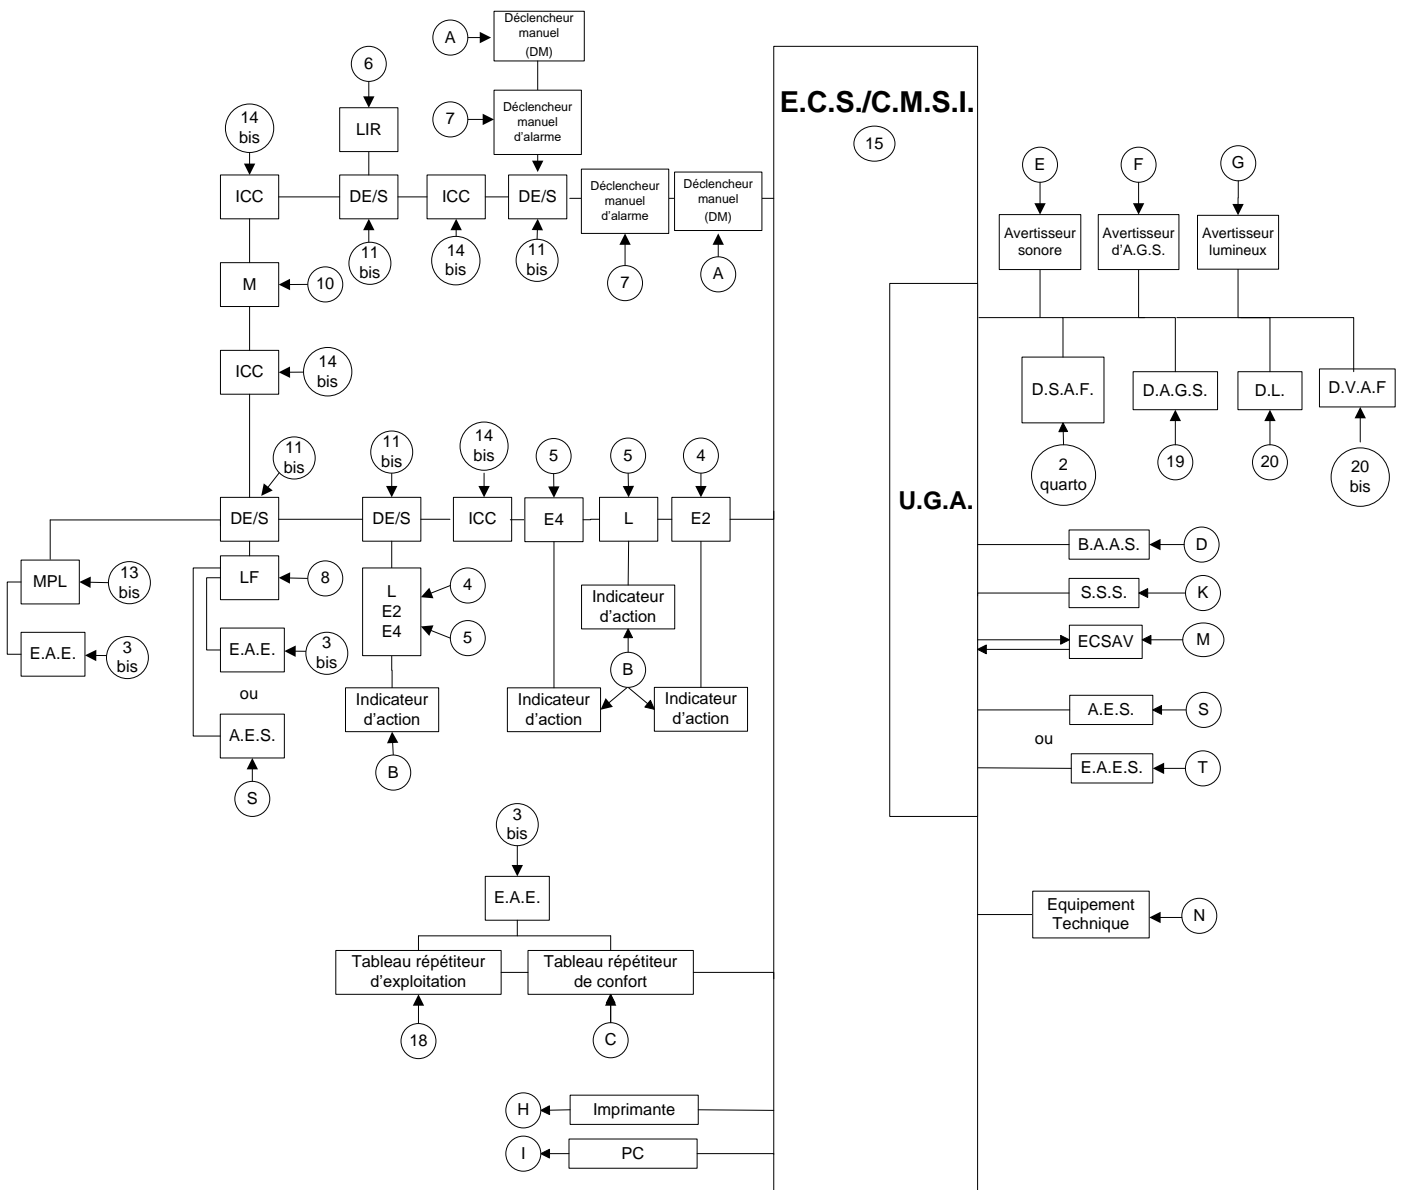 A
Déclencheur
manuel
(DM)
E.C.S./C.M.S.I.
15
6
7
Déclencheur
manuel
d'alarme
14
bis
LIR
E
F
G
ICC
DE/S
ICC
DE/S
Déclencheur
manuel
d'alarme
Déclencheur
manuel
(DM)
Avertisseur
sonore
Avertisseur
d'A.G.S.
Avertisseur
lumineux
11
bis
14
bis
11
bis
7
A
M
10
ICC
14
bis
D.S.A.F.
D.A.G.S.
D.L.
D.V.A.F
2
quarto
19
20
20
bis
11
bis
11
bis
14
bis
5
5
4
U.G.A.
DE/S
DE/S
ICC
E4
L
E2
B.A.A.S.
D
MPL
13
bis
LF
8
L
E2
E4
4
5
Indicateur
d'action
S.S.S.
K
E.A.E.
3
bis
E.A.E.
3
bis
B
ECSAV
M
ou
Indicateur
d'action
Indicateur
d'action
Indicateur
d'action
A.E.S.
S
A.E.S.
ou
S
B
E.A.E.S.
T
3
bis
E.A.E.
Equipement
Technique
N
Tableau répétiteur
d'exploitation
Tableau répétiteur
de confort
18
C
H
Imprimante
I
PC